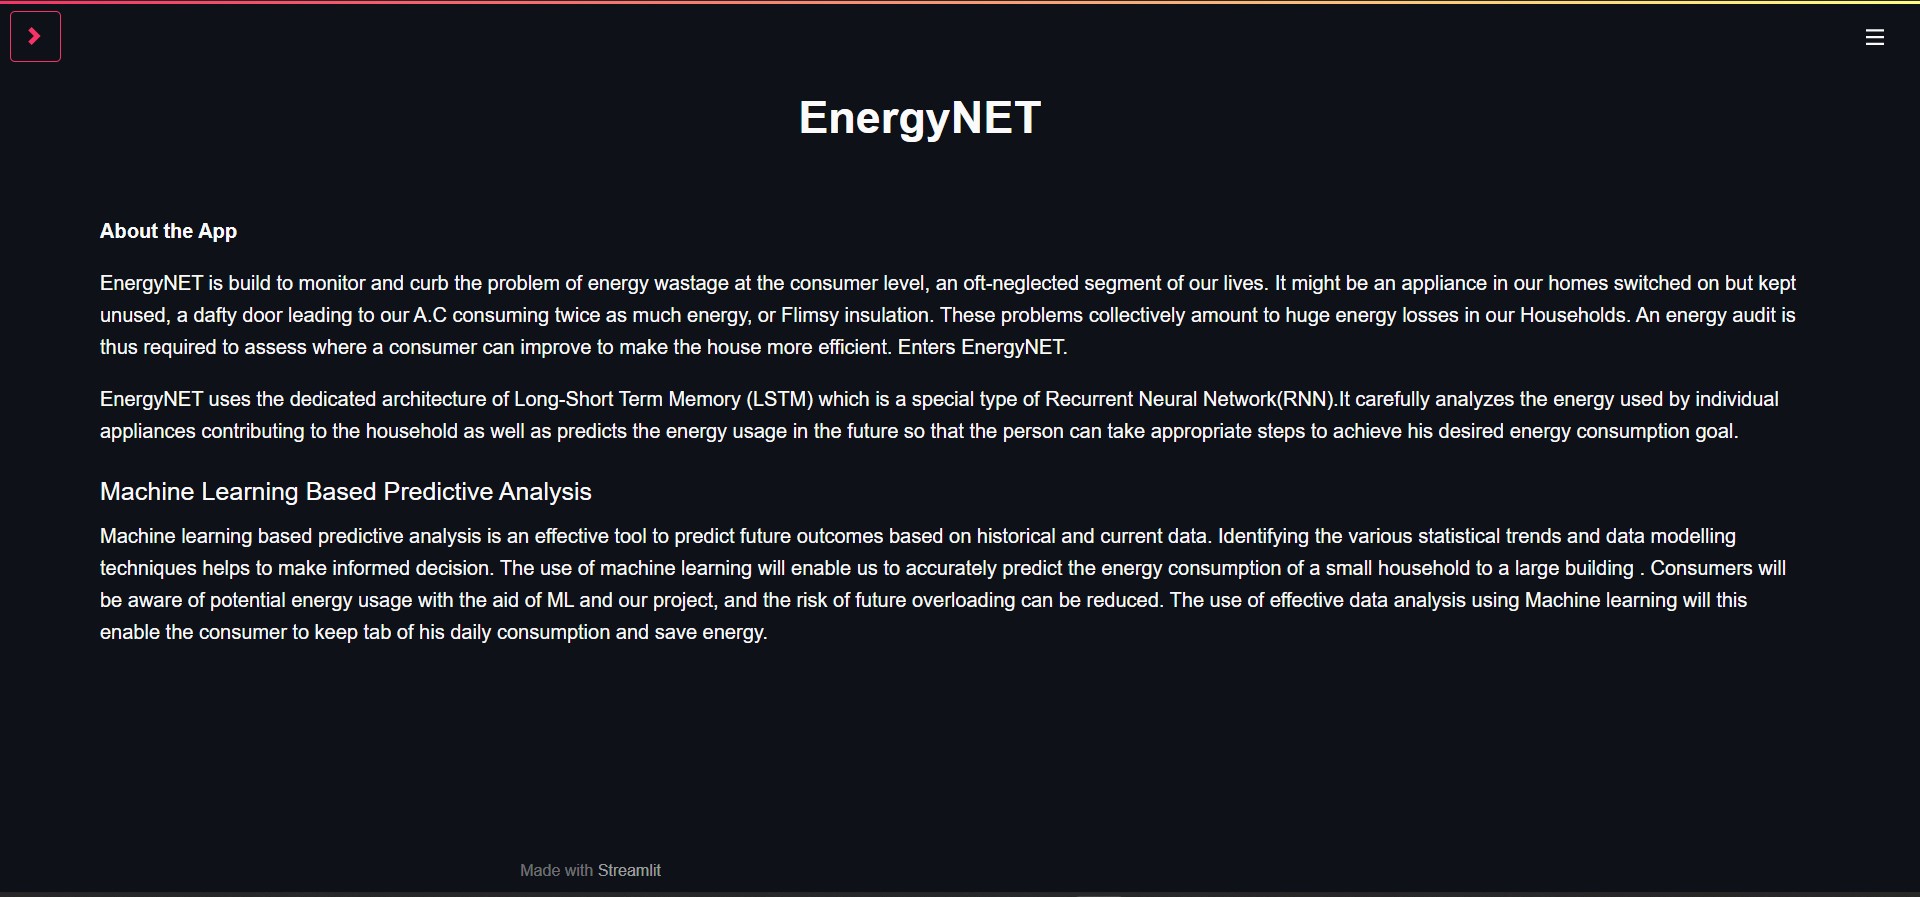 EnergyNET
About the App
EnergyNET is build to monitor and curb the problem of energy wastage at the consumer level, an oft-neglected segment of our lives. It might be an appliance in our homes switched on but kept
unused, a dafty door leading to our A.C consuming twice as much energy, or Flimsy insulation. These problems collectively amount to huge energy losses in our Households. An energy audit is
thus required to assess where a consumer can improve to make the house more efficient. Enters EnergyNET.
EnergyNET uses the dedicated architecture of Long-Short Term Memory (LSTM) which is a special type of Recurrent Neural Network(RNN).It carefully analyzes the energy used by individual
appliances contributing to the household as well as predicts the energy usage in the future so that the person can take appropriate steps to achieve his desired energy consumption goal.
Machine Learning Based Predictive Analysis
Machine learning based predictive analysis is an effective tool to predict future outcomes based on historical and current data. Identifying the various statistical trends and data modelling
techniques helps to make informed decision. The use of machine learning will enable us to accurately predict the energy consumption of a small household to a large building . Consumers will
be aware of potential energy usage with the aid of ML and our project, and the risk of future overloading can be reduced. The use of effective data analysis using Machine learning will this
enable the consumer to keep tab of his daily consumption and save energy.
Made with Streamlit